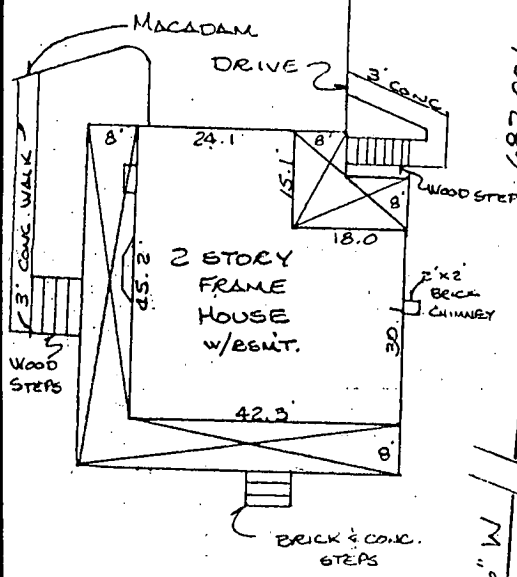 MACADAM
DRIVE
3' CONC.
3' CONC. WALK
8'
24.1
8'
15.1'
8'
WOOD STEP
18.0
45.2'
2 STORY
FRAME
HOUSE
W/BSMT.
2'x2'
BRICK
CHIMNEY
30
WOOD
STEPS
42.3'
8'
BRICK & CONC.
STEPS
" W